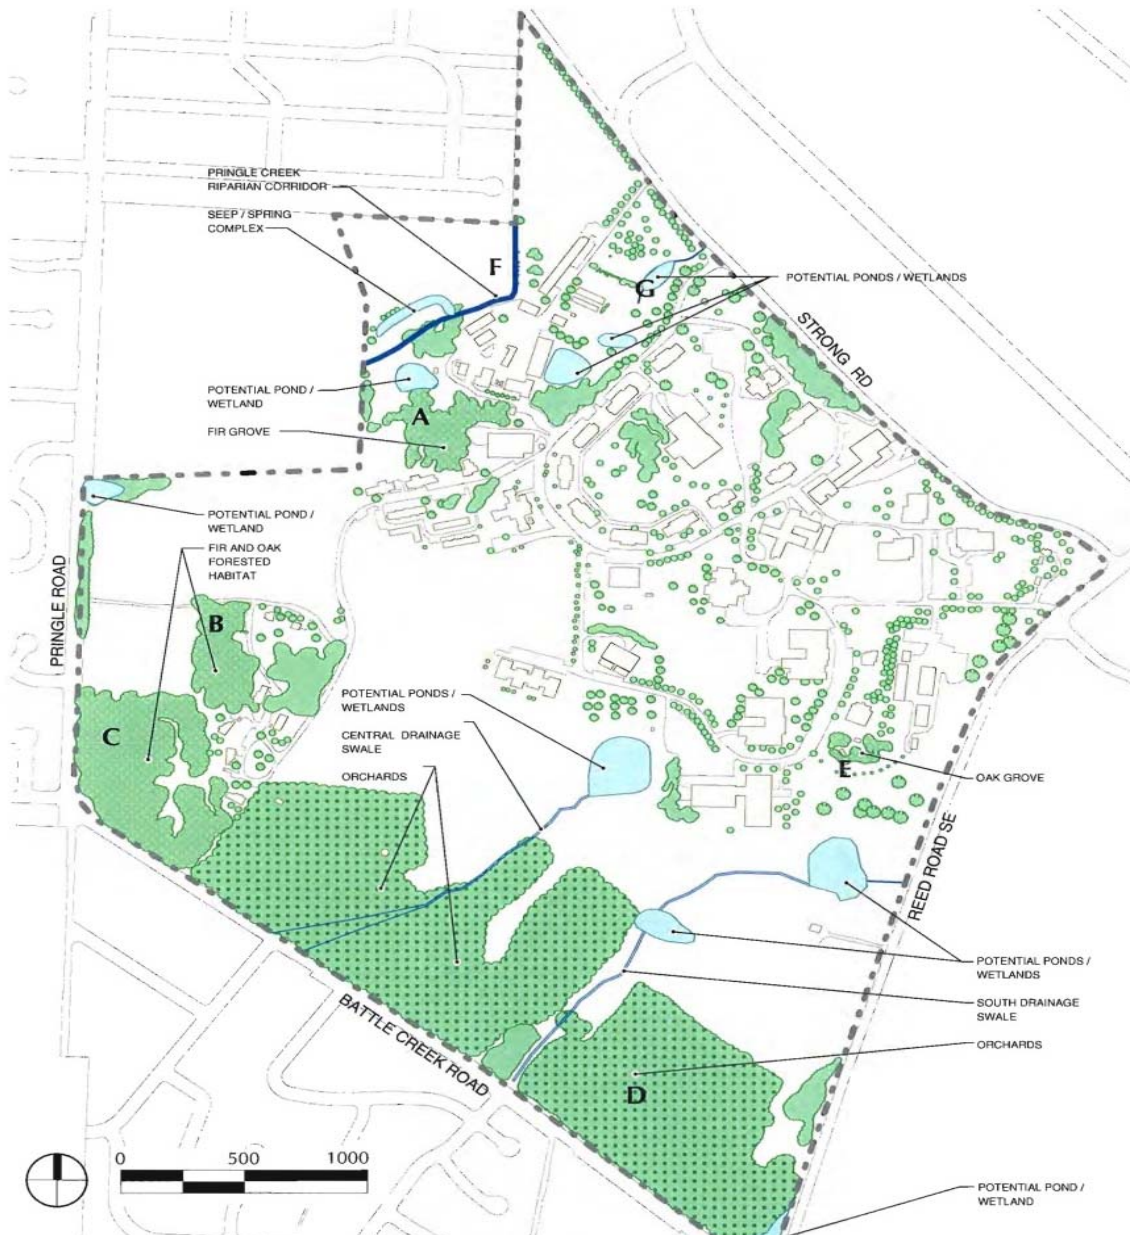 PRINGLE CREEK
RIPARIAN CORRIDOR
SEEP / SPRING
COMPLEX
F
G
POTENTIAL PONDS / WETLANDS
STRONG RD
POTENTIAL POND /
WETLAND
A
FIR GROVE
POTENTIAL POND /
WETLAND
FIR AND OAK
FORESTED
HABITAT
PRINGLE ROAD
B
C
POTENTIAL PONDS /
WETLANDS
CENTRAL DRAINAGE
SWALE
ORCHARDS
E
OAK GROVE
REED ROAD SE
POTENTIAL PONDS /
WETLANDS
SOUTH DRAINAGE
SWALE
ORCHARDS
BATTLE CREEK ROAD
D
0 500 1000
POTENTIAL POND /
WETLAND